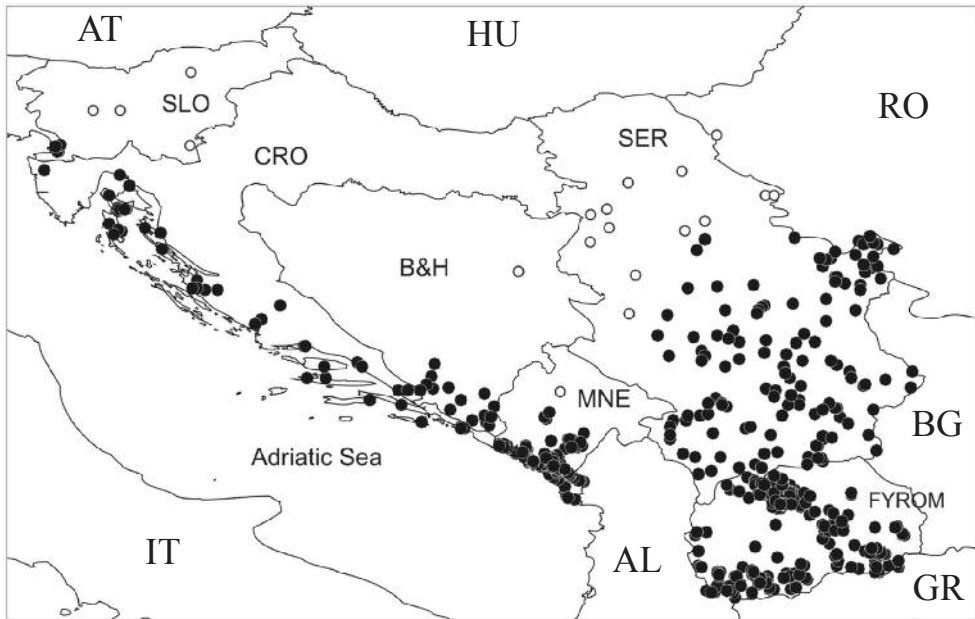 AT
HU
SLO
RO
SER
CRO
B&H
MNE
BG
Adriatic Sea
FYROM
IT
AL
GR